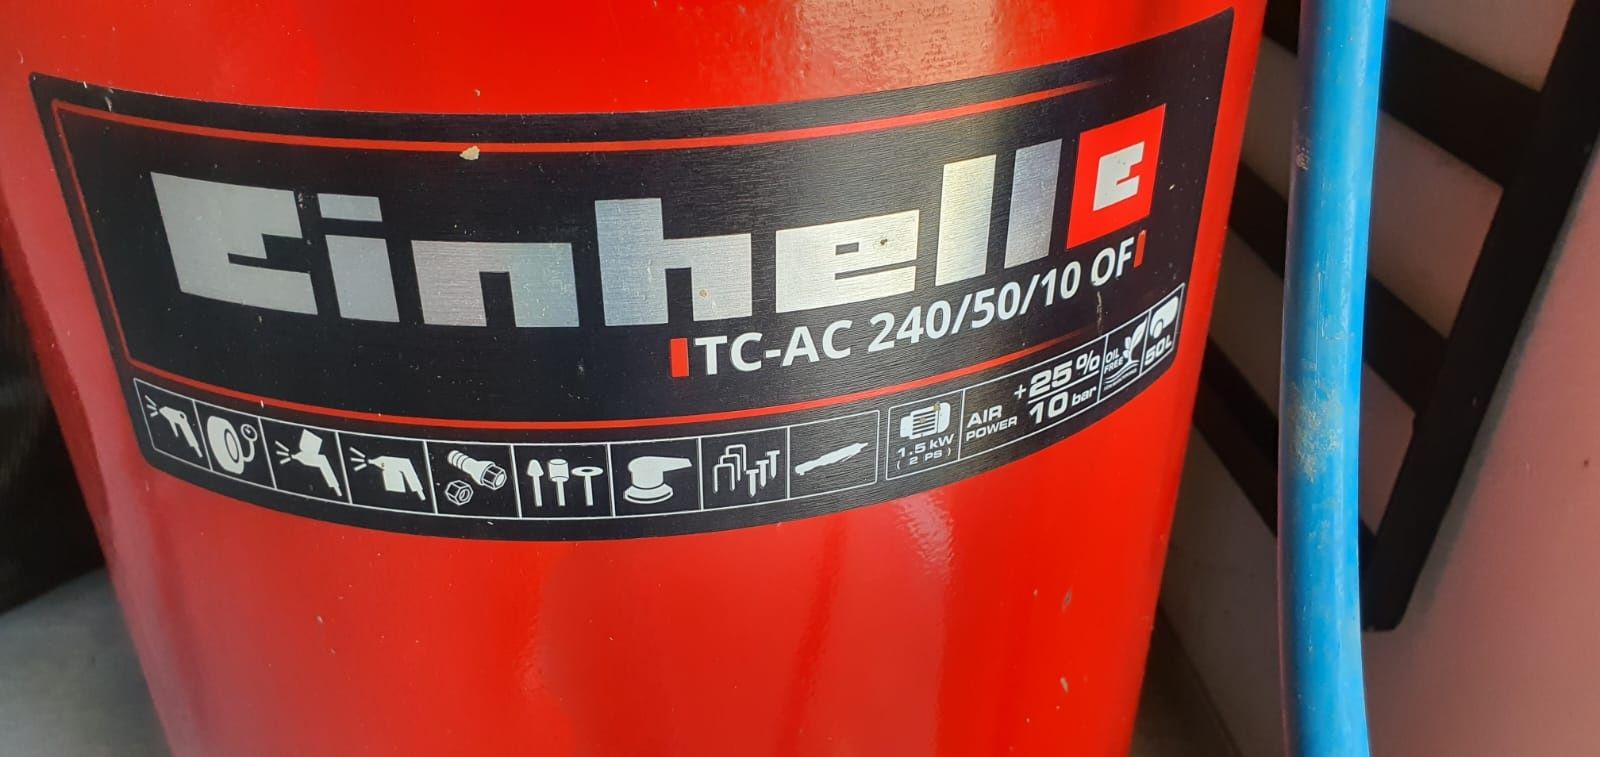 Einhell E
TC-AC 240/50/10 OF
1.5 kW
( 2 PS )
AIR
POWER
+25%
10 bar
OIL
FREE
50L